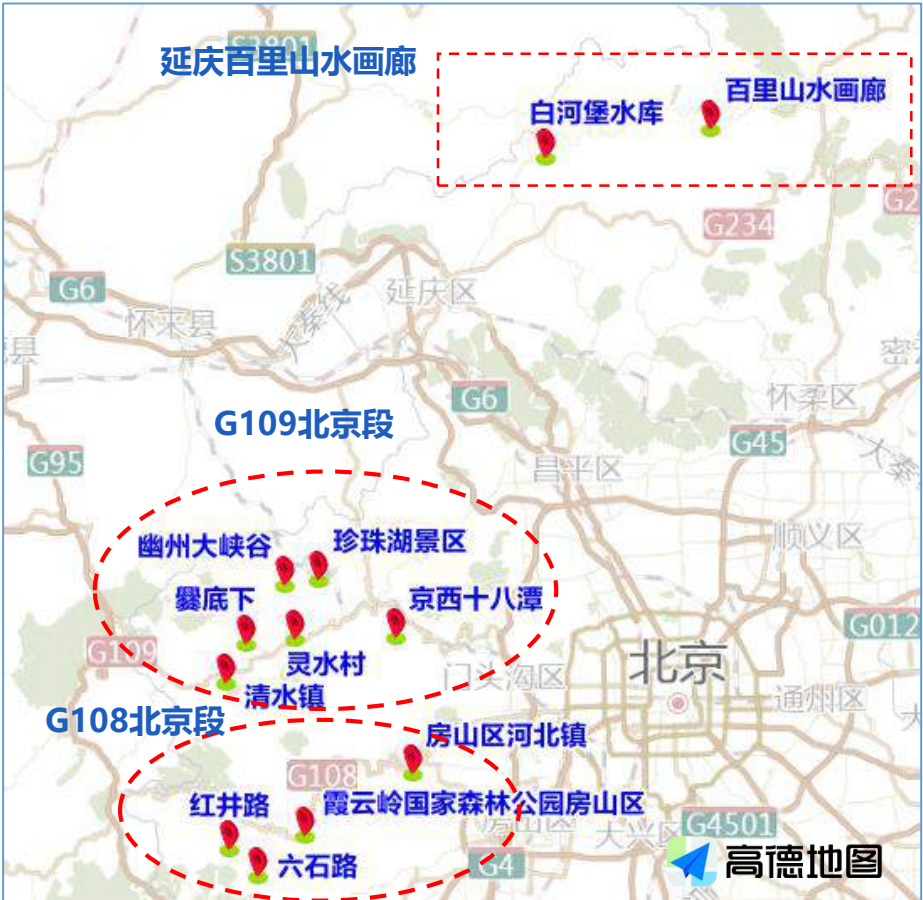 S3801
延庆百里山水画廊
百里山水画廊
白河堡水库
G234
S3801
延庆区
G6
怀来县
大秦线
G6
怀柔区
G109北京段
G45
G95
昌平区
顺义区
幽州大峡谷
珍珠湖景区
爨底下
京西十八潭
G012
G109
灵水村
门头沟区
北京
清水镇
通州区
G108北京段
房山区河北镇
G108
红井路
霞云岭国家森林公园房山区
房山区
大兴区
G4501
六石路
G4
高德地图